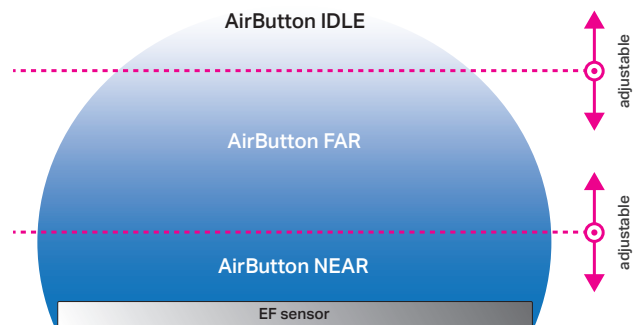 AirButton IDLE
adjustable
AirButton FAR
adjustable
AirButton NEAR
EF sensor